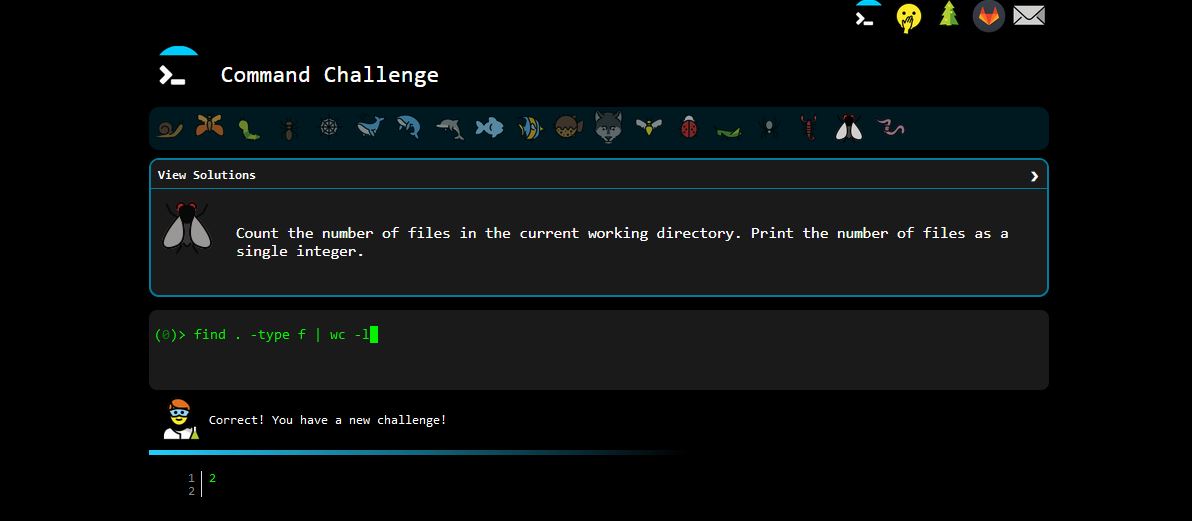 Command Challenge
View Solutions
Count the number of files in the current working directory. Print the number of files as a
single integer.
(0)> find . -type f | wc -l
Correct! You have a new challenge!
1 2
2